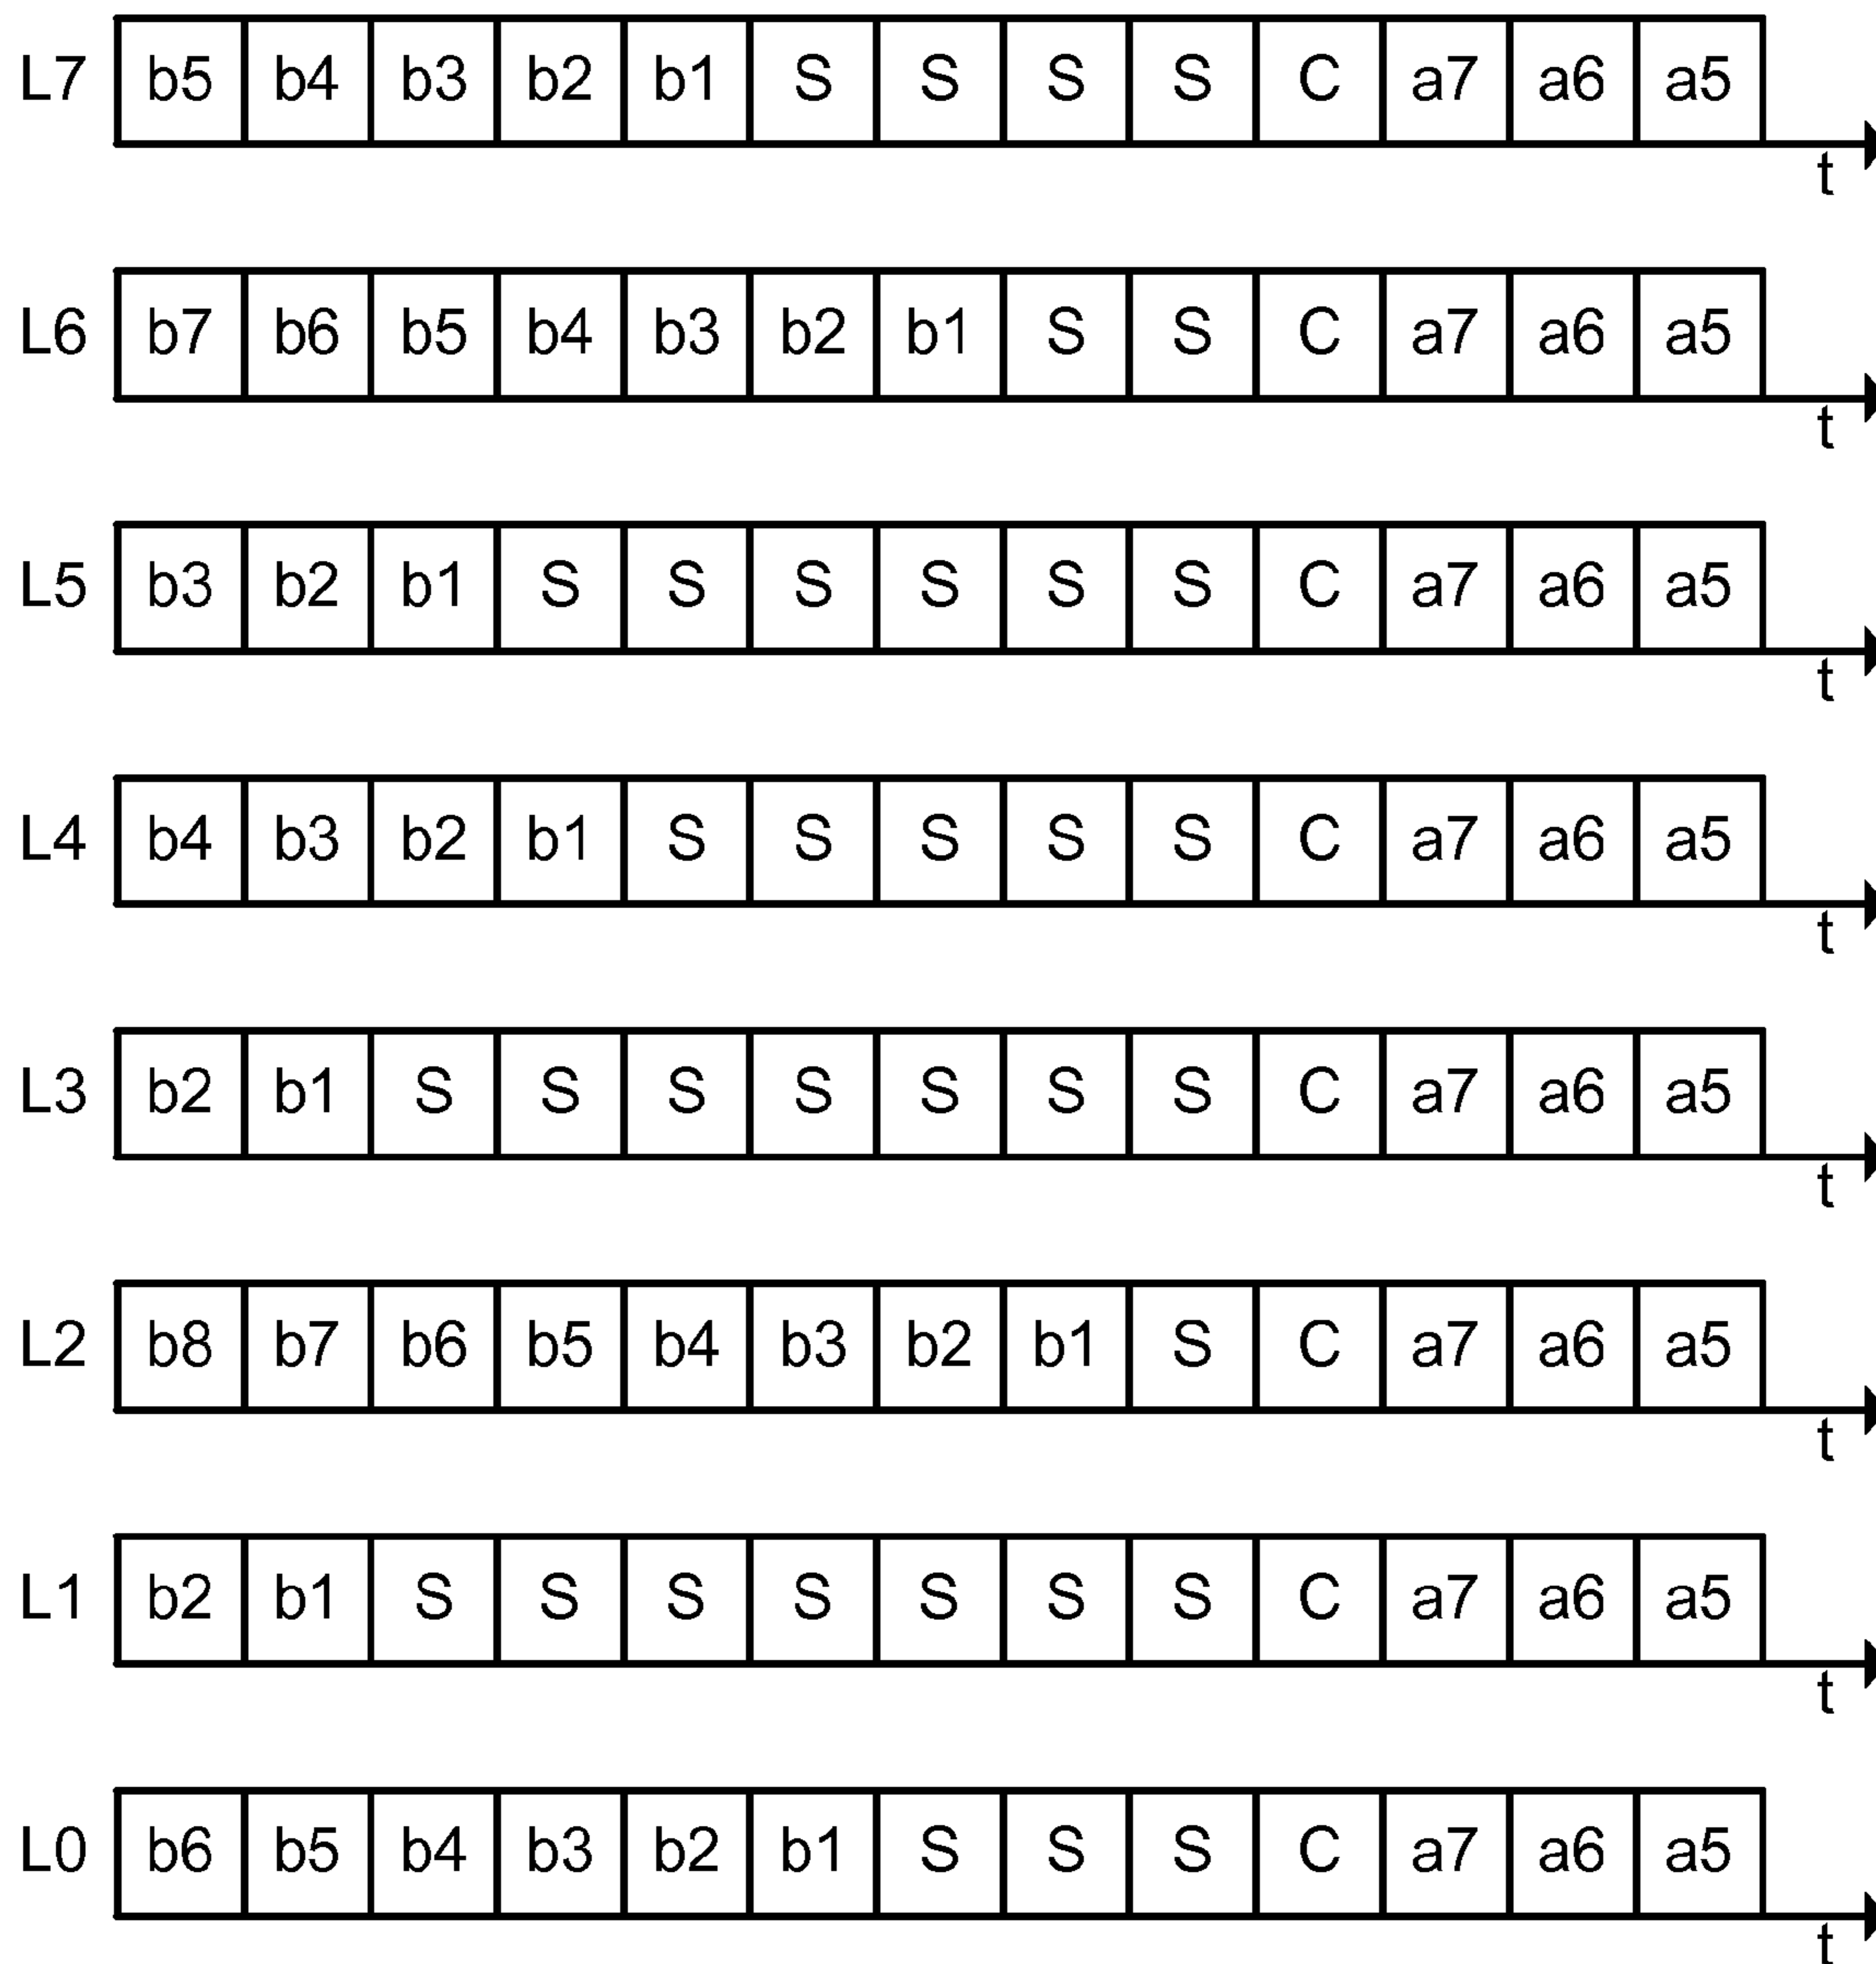 L7 b5 b4 b3 b2 b1 S S S S C a7 a6 a5
t
L6 b7 b6 b5 b4 b3 b2 b1 S S C a7 a6 a5
t
L5 b3 b2 b1 S S S S S S C a7 a6 a5
t
L4 b4 b3 b2 b1 S S S S S C a7 a6 a5
t
L3 b2 b1 S S S S S S S C a7 a6 a5
t
L2 b8 b7 b6 b5 b4 b3 b2 b1 S C a7 a6 a5
t
L1 b2 b1 S S S S S S S C a7 a6 a5
t
L0 b6 b5 b4 b3 b2 b1 S S S C a7 a6 a5
t